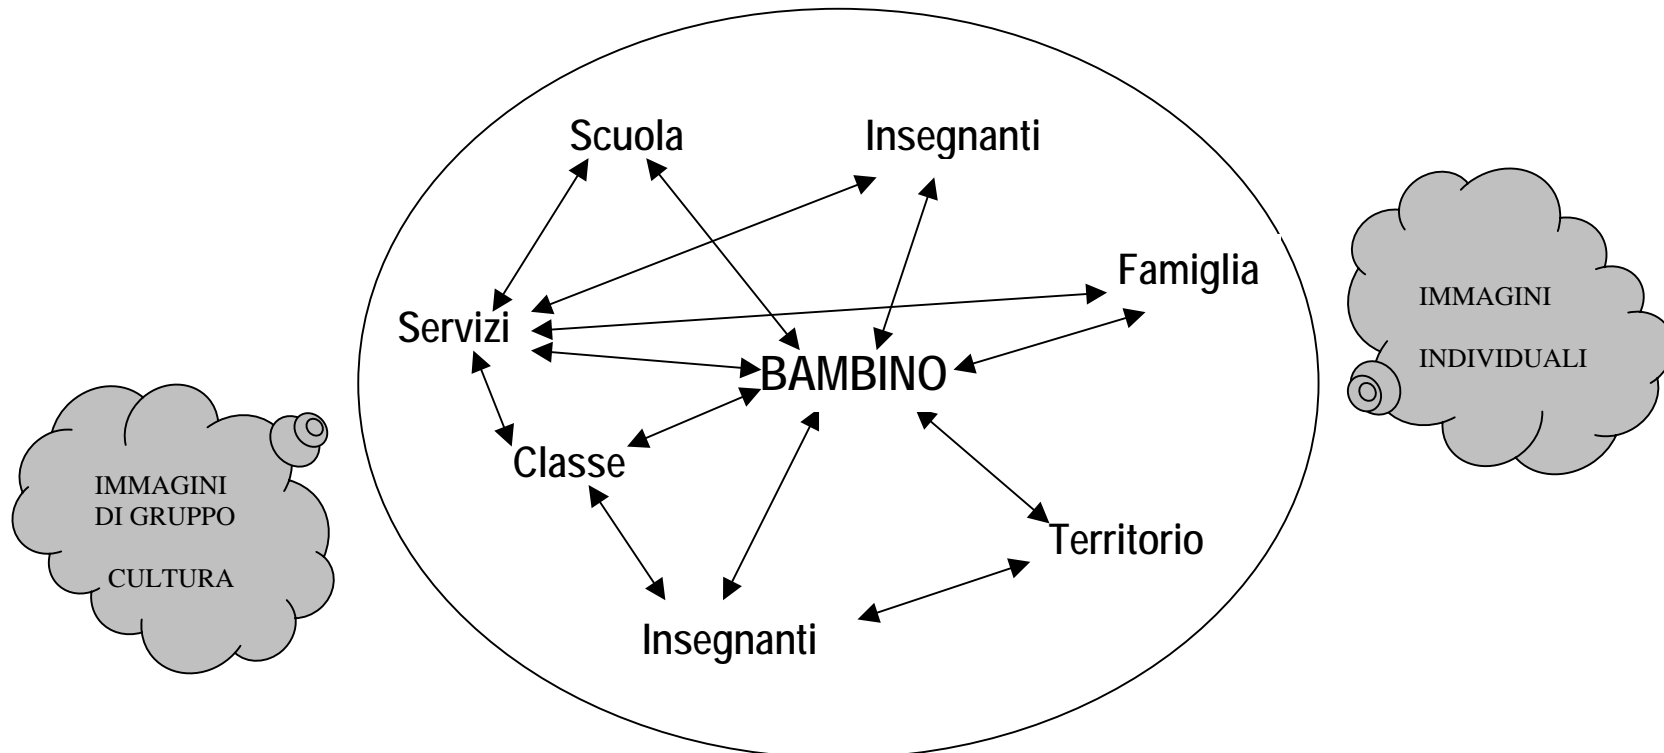 Scuola
Insegnanti
Famiglia
Servizi
BAMBINO
Classe
Territorio
Insegnanti
IMMAGINI
DI GRUPPO
CULTURA
IMMAGINI
INDIVIDUALI